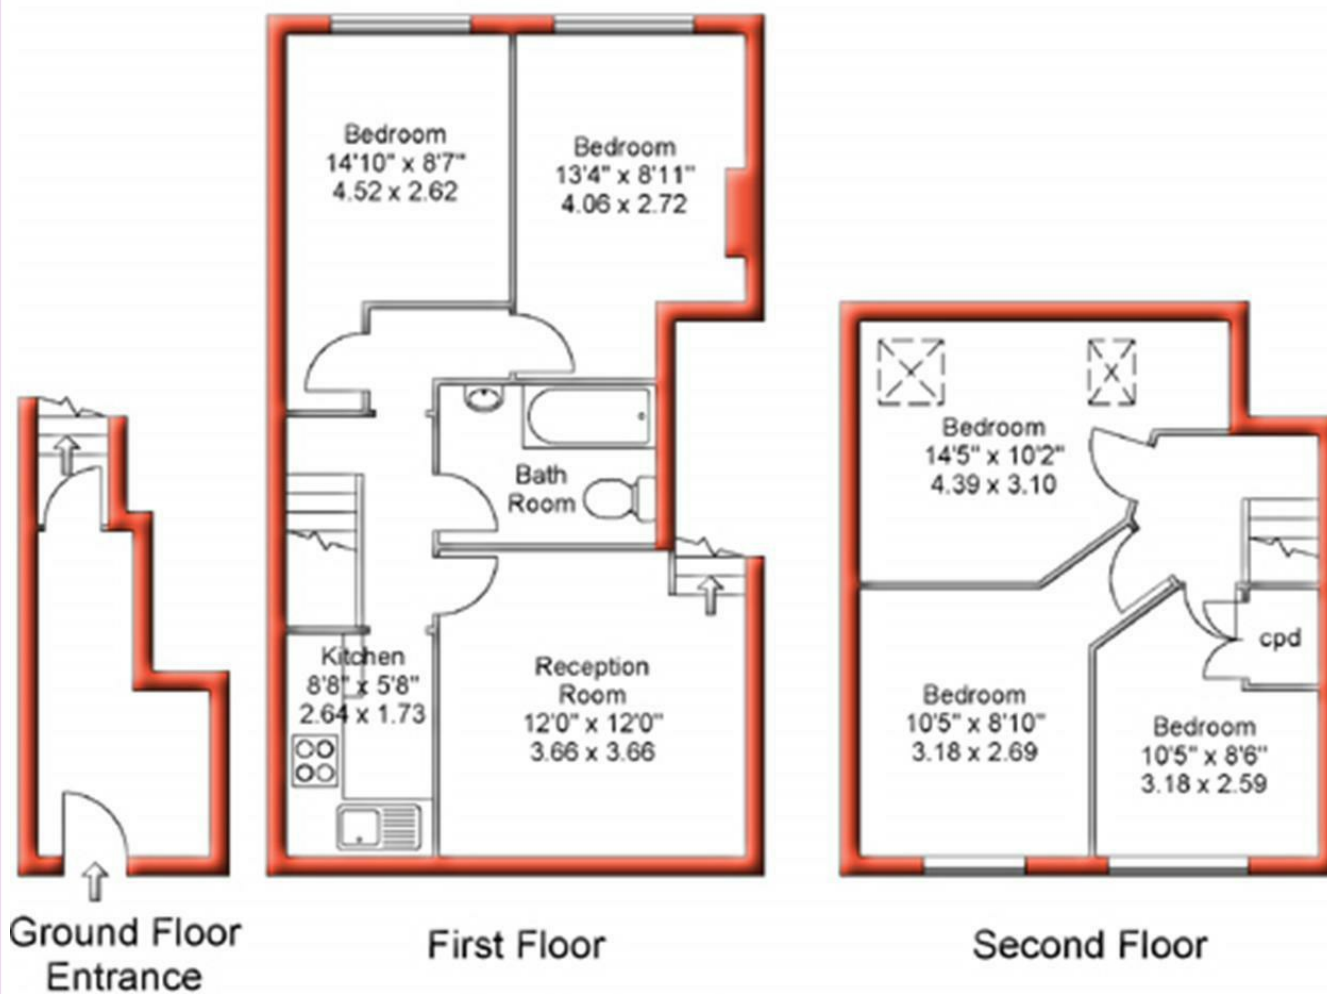 Bedroom
14'10" x 8'7"
4.52 x 2.62
Bedroom
13'4" x 8'11"
4.06 x 2.72
Bath
Room
Kitchen
8'8" x 5'8"
2.64 x 1.73
Reception
Room
12'0" x 12'0"
3.66 x 3.66
Bedroom
14'5" x 10'2"
4.39 x 3.10
cpd
Bedroom
10'5" x 8'10"
3.18 x 2.69
Bedroom
10'5" x 8'6"
3.18 x 2.59
Ground Floor
Entrance
First Floor
Second Floor